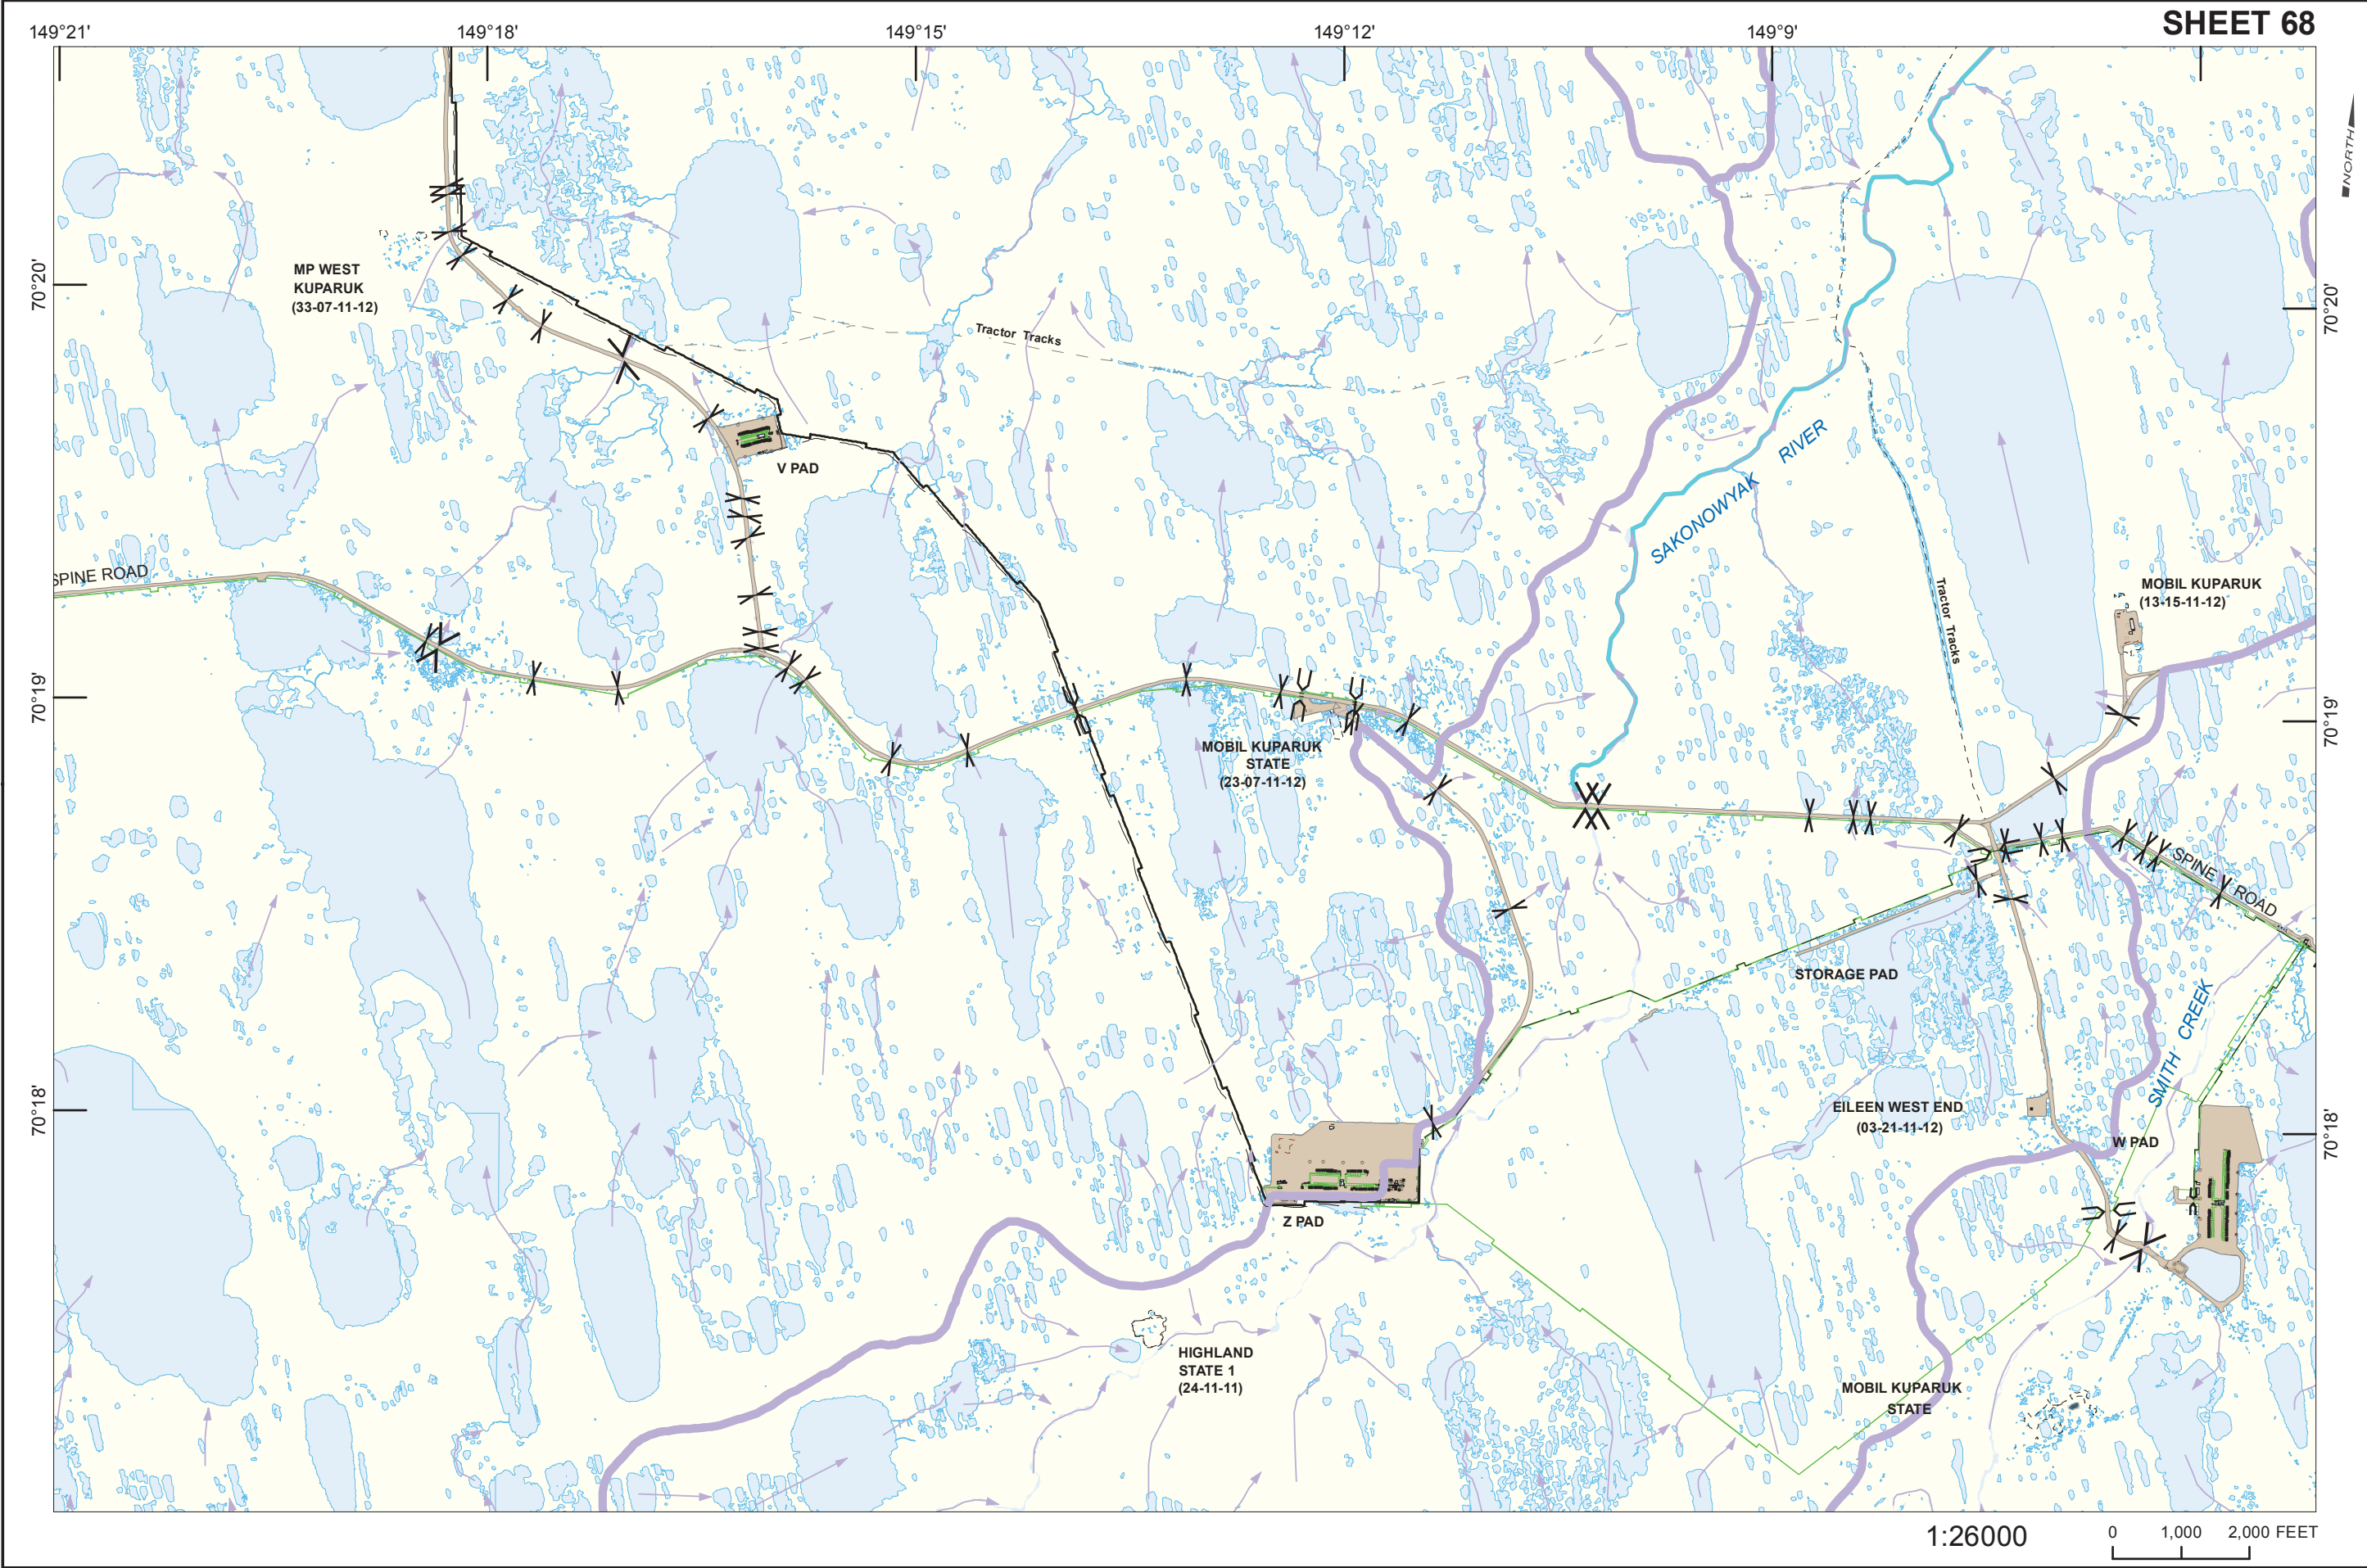 SHEET 68
149°21'
149°18'
149°15'
149°12'
149°9'
NORTH
70°20'
70°20'
MP WEST
KUPARUK
(33-07-11-12)
Tractor Tracks
V PAD
SAKONOWYAK RIVER
SPINE ROAD
Tractor Tracks
MOBIL KUPARUK
(13-15-11-12)
70°19'
70°19'
MOBIL KUPARUK
STATE
(23-07-11-12)
SPINE ROAD
STORAGE PAD
SMITH CREEK
70°18'
70°18'
EILEEN WEST END
(03-21-11-12)
W PAD
Z PAD
HIGHLAND
STATE 1
(24-11-11)
MOBIL KUPARUK
STATE
1:26000
0 1,000 2,000 FEET